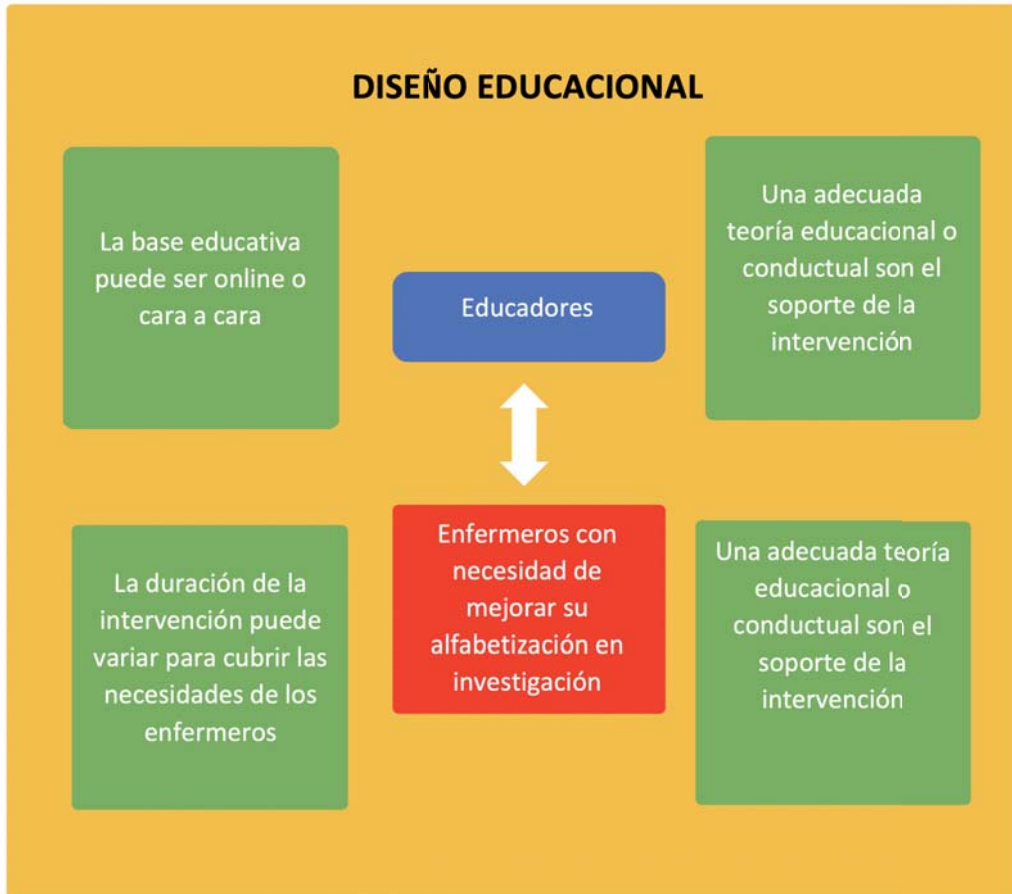 DISEÑO EDUCACIONAL
La base educativa
puede ser online o
cara a cara
Educadores
Una adecuada
teoría educacional o
conductual son el
soporte de la
intervención
La duración de la
intervención puede
variar para cubrir las
necesidades de los
enfermeros
Enfermeros con
necesidad de
mejorar su
alfabetización en
investigación
Una adecuada teoría
educacional o
conductual son el
soporte de la
intervención